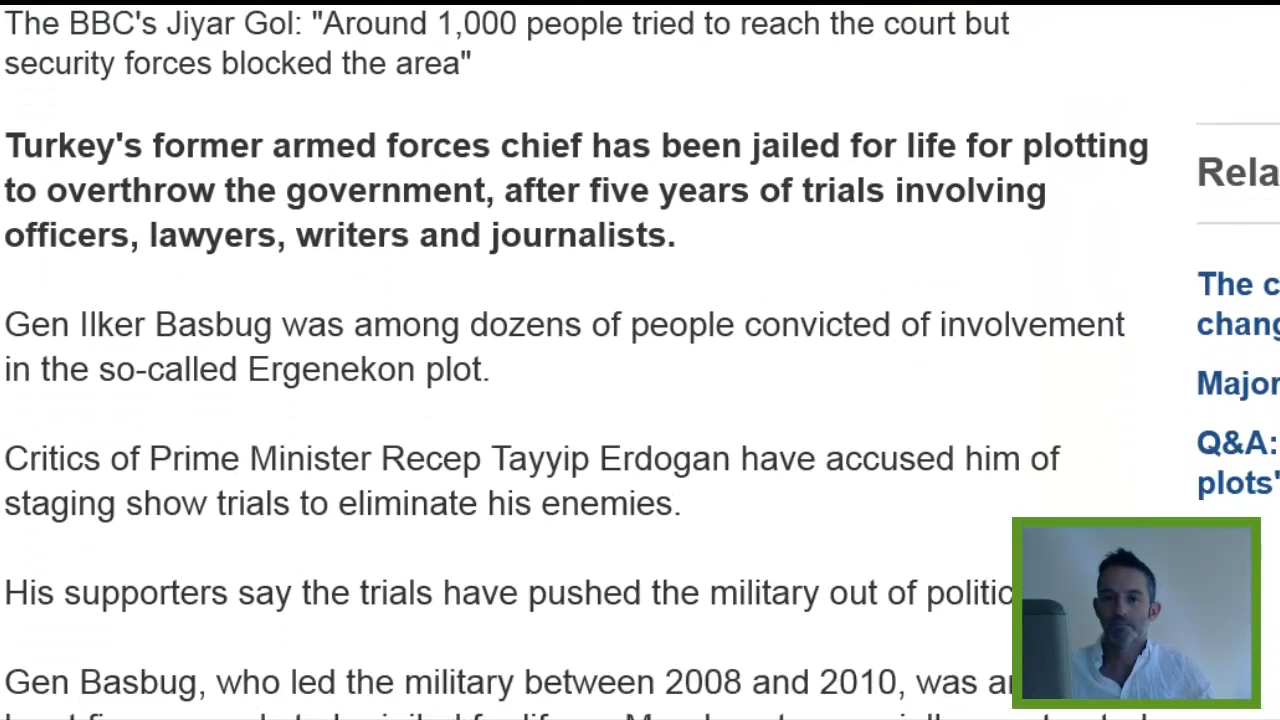 The BBC's Jiyar Gol: "Around 1,000 people tried to reach the court but
security forces blocked the area"
Turkey's former armed forces chief has been jailed for life for plotting
to overthrow the government, after five years of trials involving
officers, lawyers, writers and journalists.
Gen Ilker Basbug was among dozens of people convicted of involvement
in the so-called Ergenekon plot.
Critics of Prime Minister Recep Tayyip Erdogan have accused him of
staging show trials to eliminate his enemies.
His supporters say the trials have pushed the military out of politic
Gen Basbug, who led the military between 2008 and 2010, was
Rela
The c
chang
Major
Q&A:
plots'